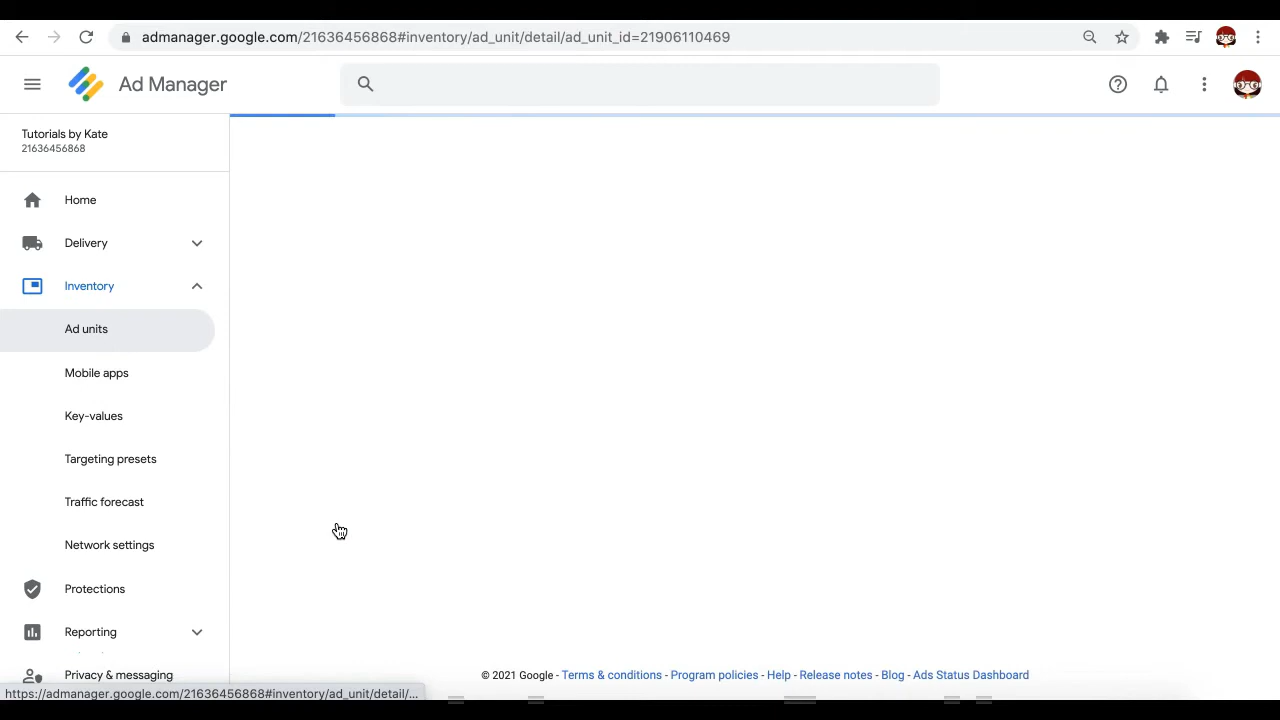 admanager.google.com/21636456868#inventory/ad_unit/detail/ad_unit_id=21906110469
Ad Manager
Tutorials by Kate
21636456868
Home
Delivery
Inventory
Ad units
Mobile apps
Key-values
Targeting presets
Traffic forecast
Network settings
Protections
Reporting
Privacy & messaging
© 2021 Google - Terms & conditions - Program policies - Help - Release notes - Blog - Ads Status Dashboard
https://admanager.google.com/21636456868#inventory/ad_unit/detail/...